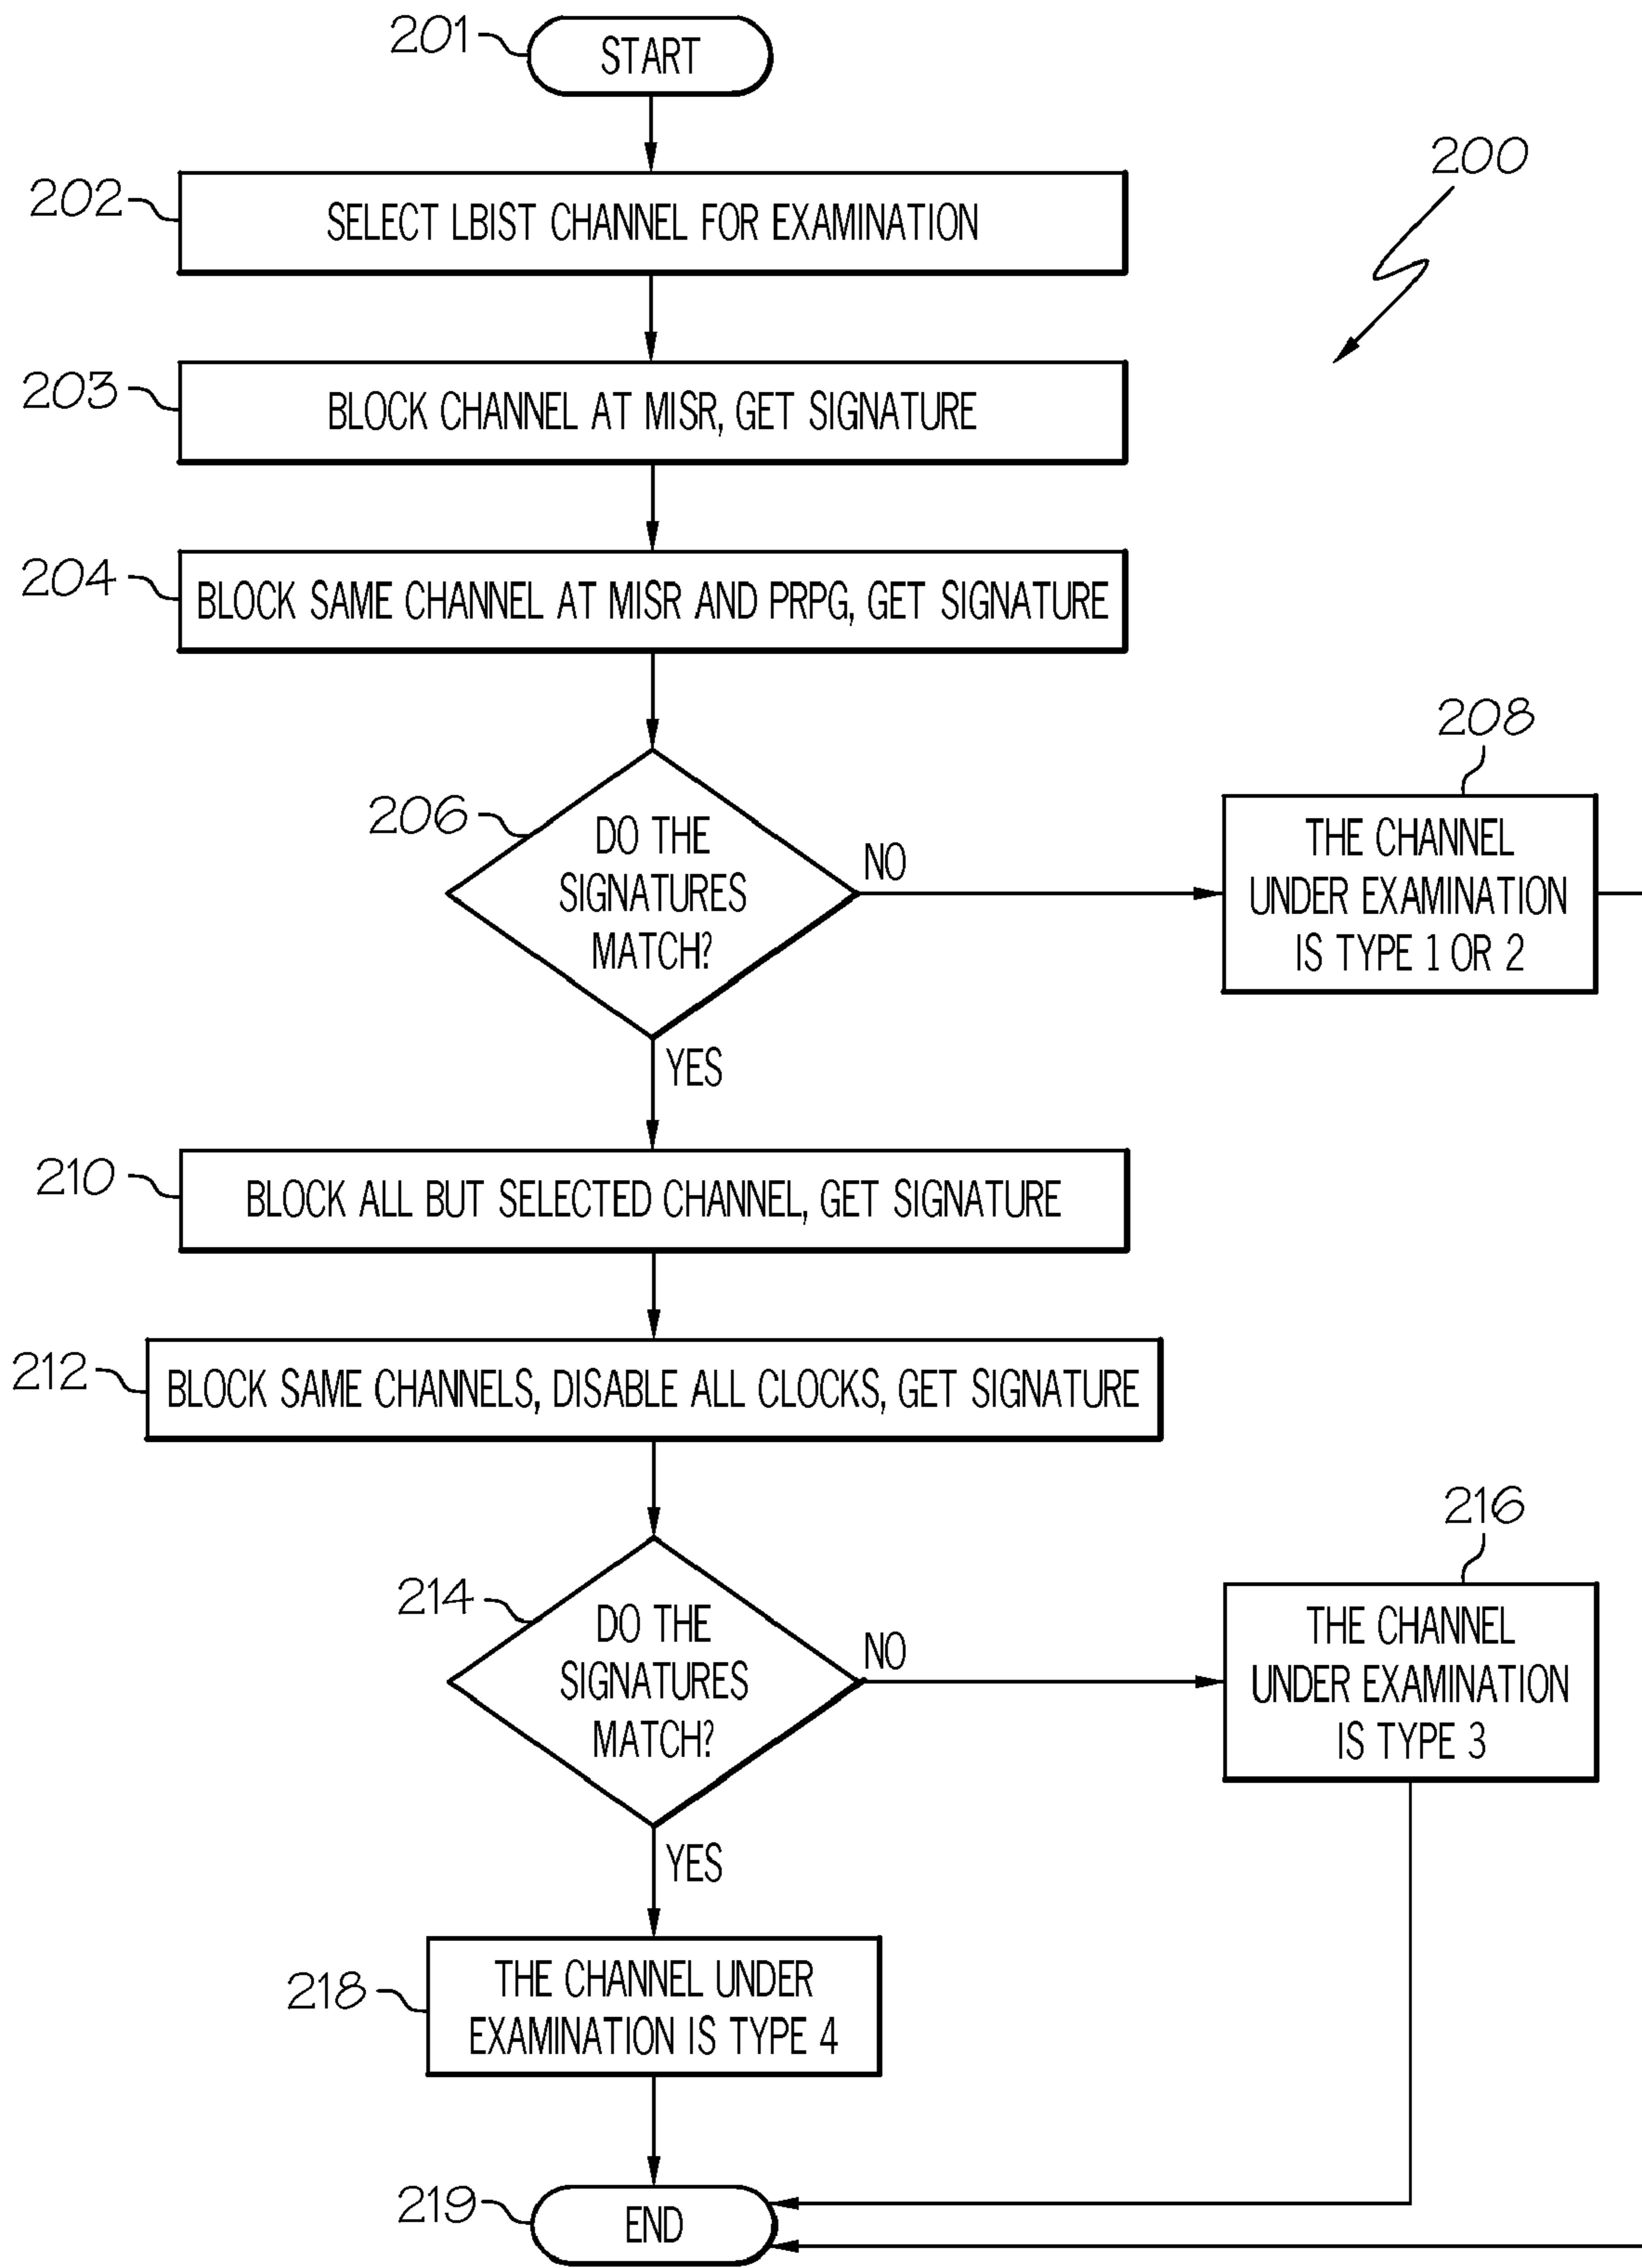 201
START
200
202
SELECT LBIST CHANNEL FOR EXAMINATION
203
BLOCK CHANNEL AT MISR, GET SIGNATURE
204
BLOCK SAME CHANNEL AT MISR AND PRPG, GET SIGNATURE
206
DO THE
SIGNATURES
MATCH?
NO
208
THE CHANNEL
UNDER EXAMINATION
IS TYPE 1 OR 2
YES
210
BLOCK ALL BUT SELECTED CHANNEL, GET SIGNATURE
212
BLOCK SAME CHANNELS, DISABLE ALL CLOCKS, GET SIGNATURE
214
DO THE
SIGNATURES
MATCH?
NO
216
THE CHANNEL
UNDER EXAMINATION
IS TYPE 3
YES
218
THE CHANNEL UNDER
EXAMINATION IS TYPE 4
219
END